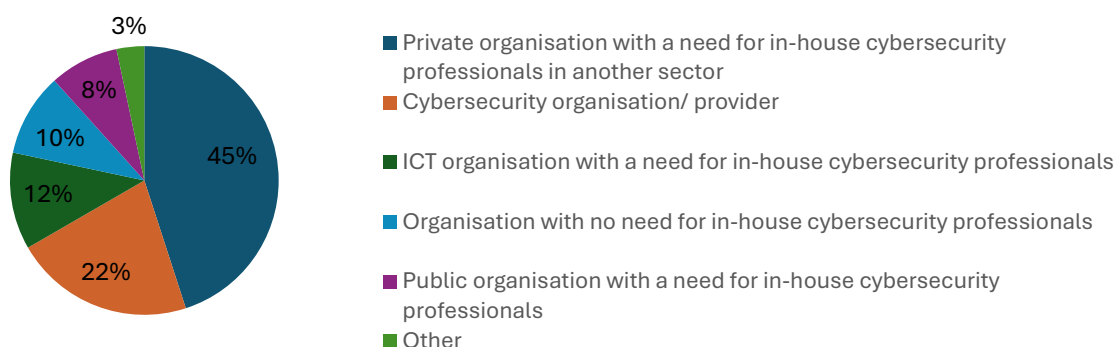 3%
8%
10%
45%
12%
22%
Private organisation with a need for in-house cybersecurity
professionals in another sector
Cybersecurity organisation/ provider
ICT organisation with a need for in-house cybersecurity professionals
Organisation with no need for in-house cybersecurity professionals
Public organisation with a need for in-house cybersecurity
professionals
Other